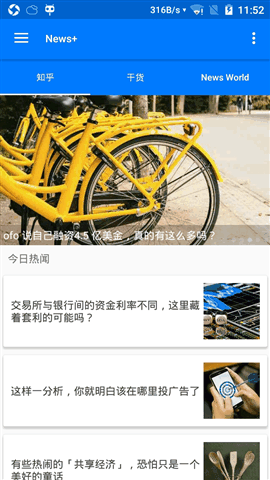 316B/s 11:52
News+
知乎 干货 News World
ofo 说自己融资4.5 亿美金，真的有这么多吗？
今日热闻
交易所与银行间的资金利率不同，这里藏
着套利的可能吗？
这样一分析，你就明白该在哪里投广告了
有些热闹的「共享经济」，恐怕只是一个
美好的童话